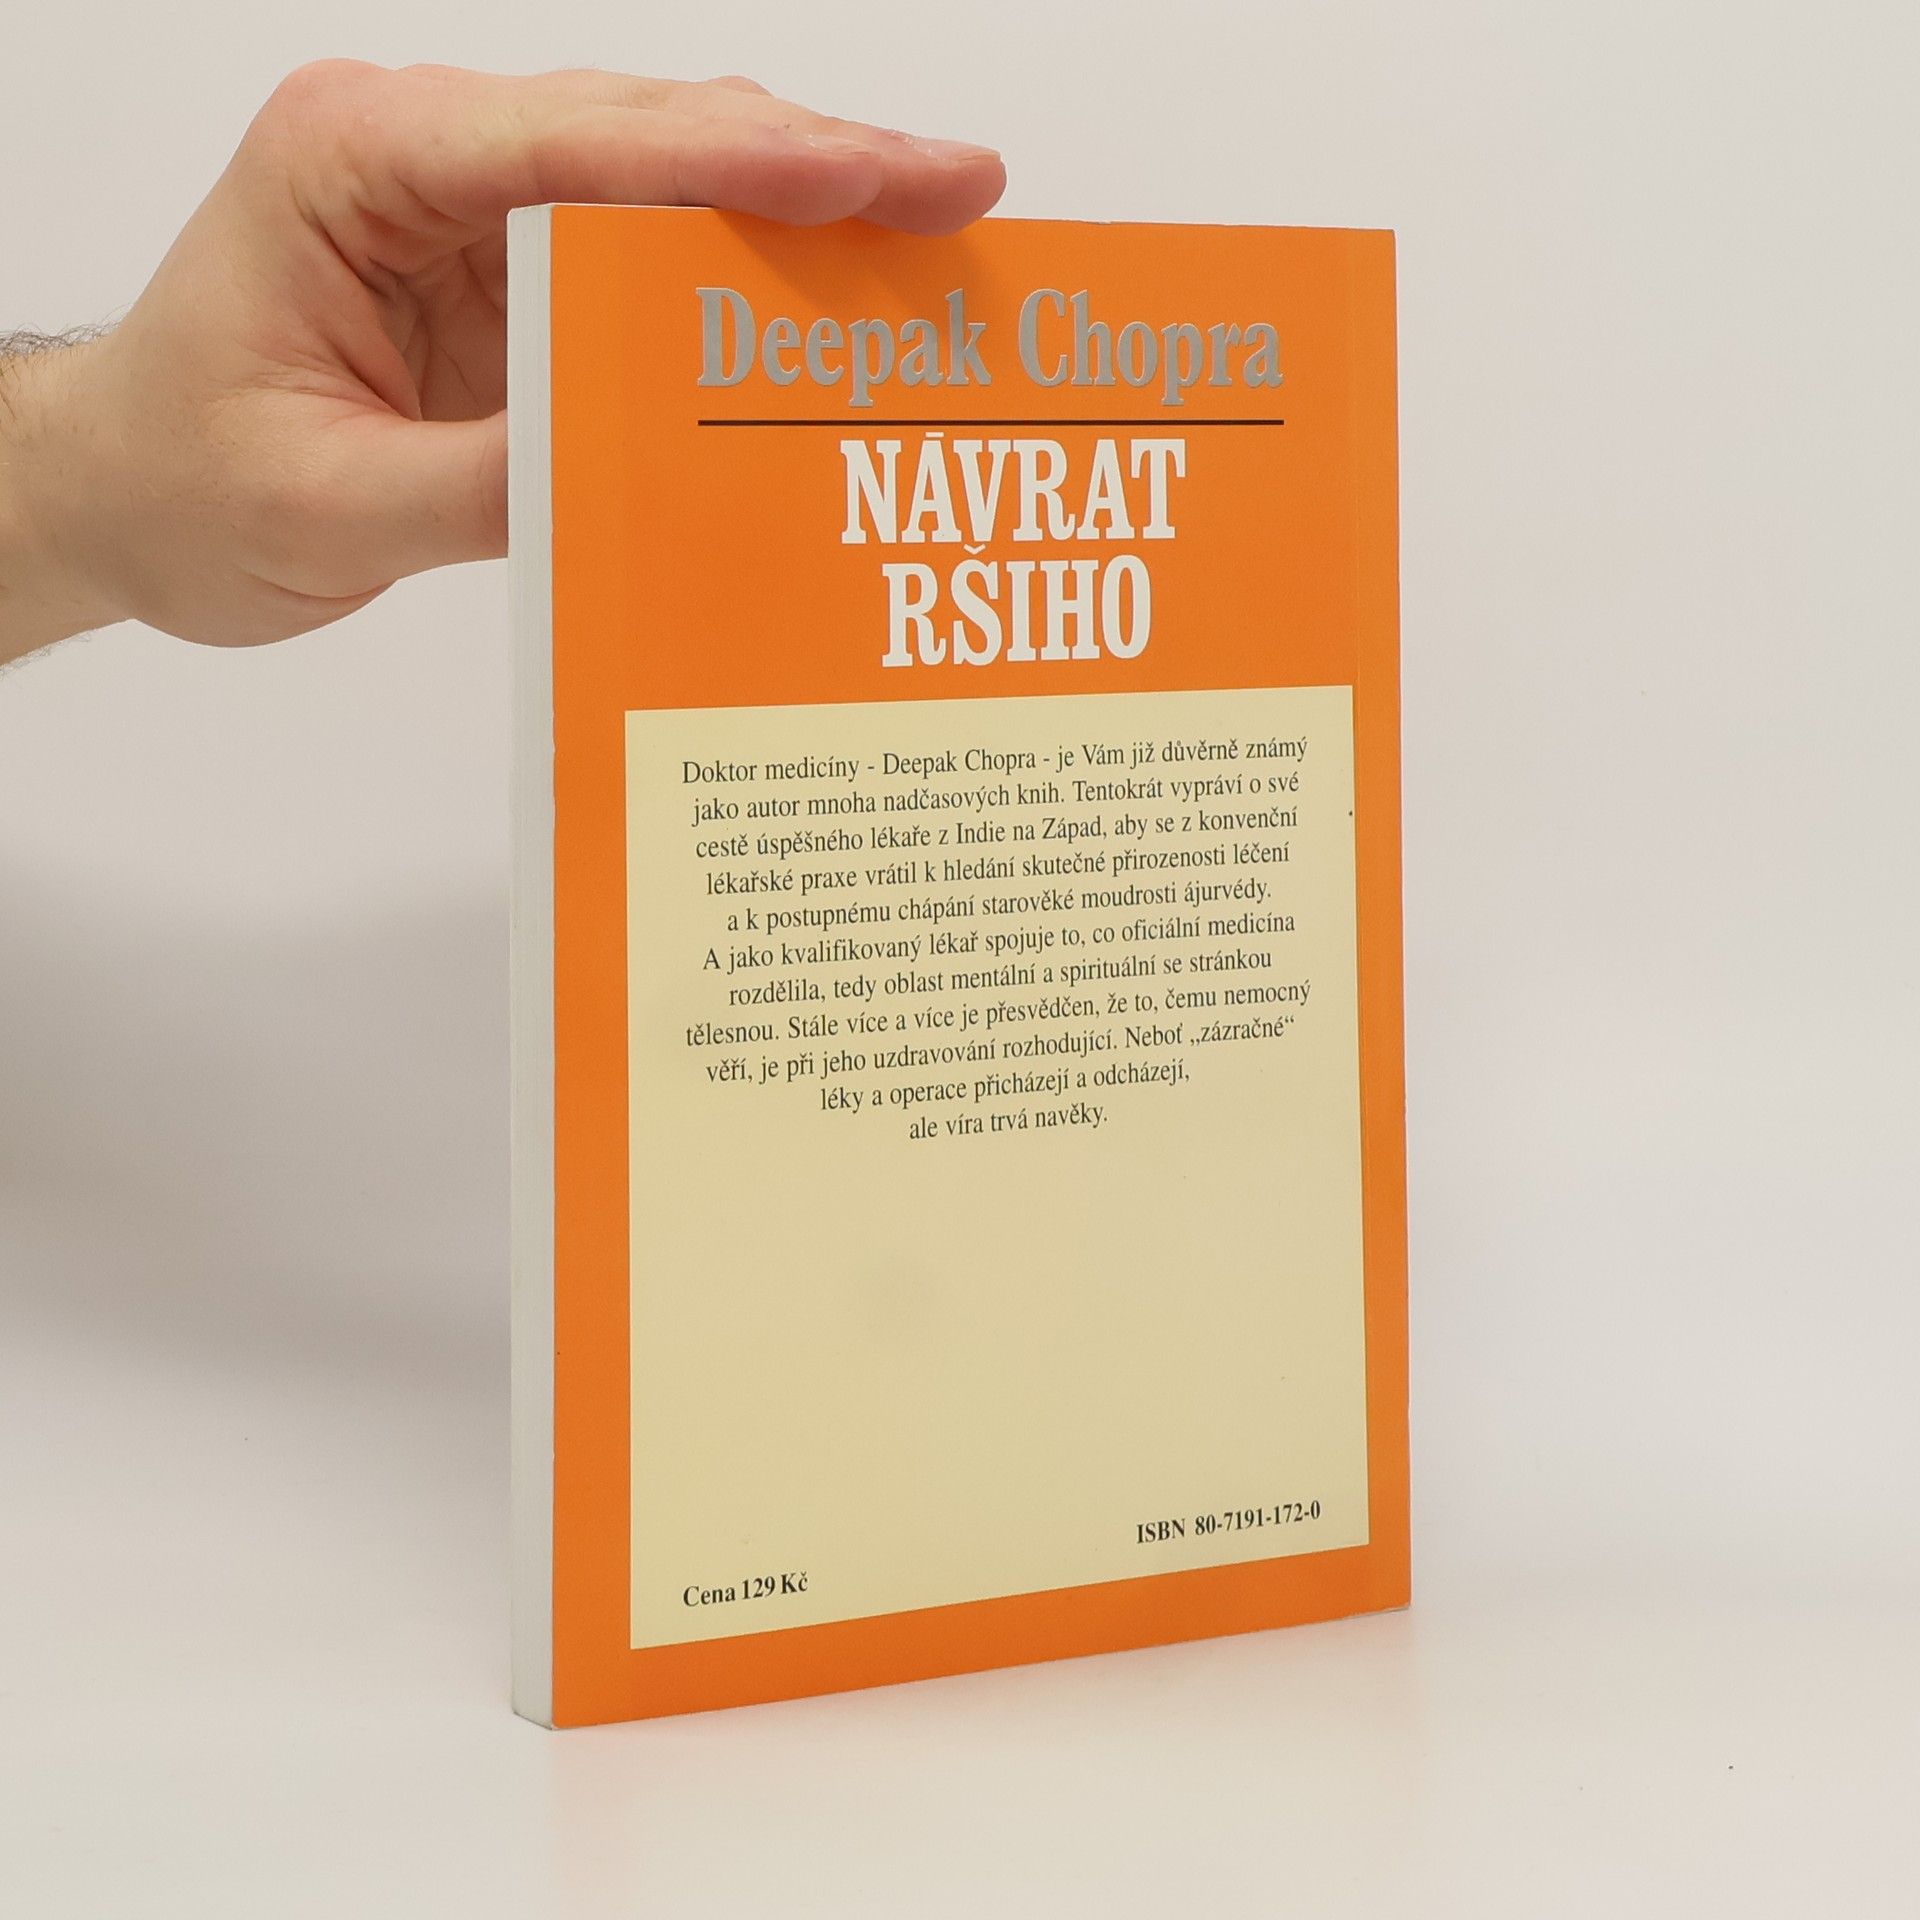 Deepak Chopra
NÁVRAT
RŠIHO
Doktor medicíny - Deepak Chopra - je Vám již důvěrně známý
jako autor mnoha nadčasových knih. Tentokrát vypráví o své
cestě úspěšného lékaře z Indie na Západ, aby se z konvenční
lékařské praxe vrátil k hledání skutečné přirozenosti léčení
a k postupnému chápání starověké moudrosti ájurvédy.
A jako kvalifikovaný lékař spojuje to, co oficiální medicína
rozdělila, tedy oblast mentální a spirituální se stránkou
tělesnou. Stále více a více je přesvědčen, že to, čemu nemocný
věří, je při jeho uzdravování rozhodující. Neboť „zázračné“
léky a operace přicházejí a odcházejí,
ale víra trvá navěky.
ISBN 80-7191-172-0
Cena 129 Kč